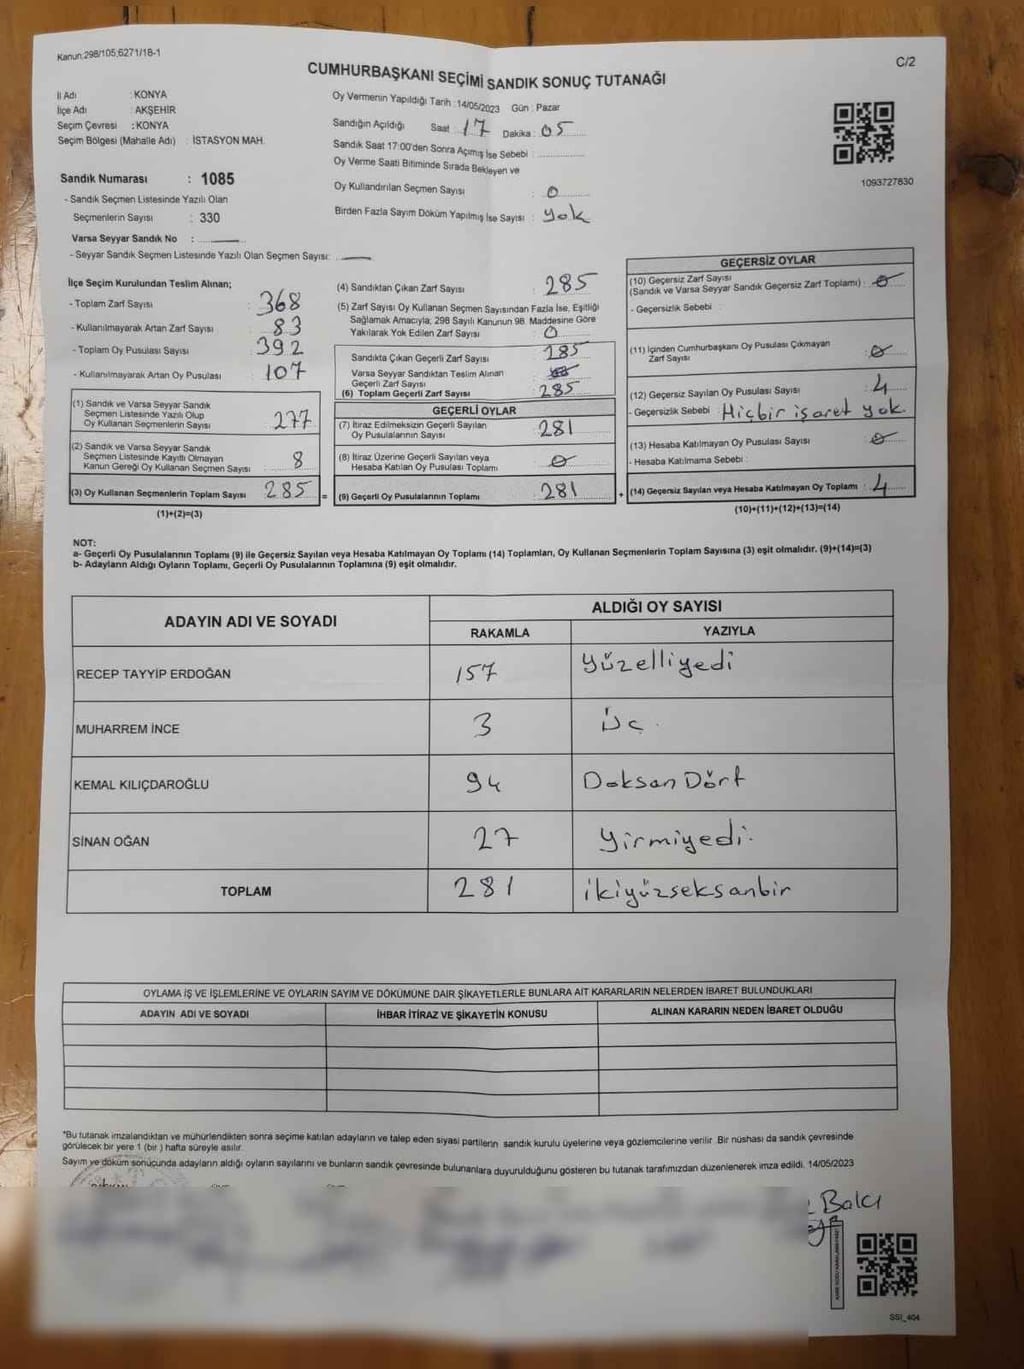 Kanun:298/105;6271/18-1
C/2
CUMHURBAŞKANI SEÇİMİ SANDIK SONUÇ TUTANAĞI
İl Adı : KONYA
İlçe Adı : AKŞEHİR
Seçim Çevresi : KONYA
Seçim Bölgesi (Mahalle Adı) : İSTASYON MAH.
Sandık Numarası : 1085
- Sandık Seçmen Listesinde Yazılı Olan
Seçmenlerin Sayısı : 330
Varsa Seyyar Sandık No :
- Seyyar Sandık Seçmen Listesinde Yazılı Olan Seçmen Sayısı:
Oy Vermenin Yapıldığı Tarih :14/05/2023 Gün : Pazar
Sandığın Açıldığı Saat : 17 Dakika : 05
Sandık Saat 17:00'den Sonra Açımış İse Sebebi :
Oy Verme Saati Bitiminde Sırada Bekleyen ve
Oy Kullandırılan Seçmen Sayısı : 0
Birden Fazla Sayım Döküm Yapılmış İse Sayısı : yok
1093727830
İlçe Seçim Kurulundan Teslim Alınan;
- Toplam Zarf Sayısı : 368
- Kullanılmayarak Artan Zarf Sayısı : 83
- Toplam Oy Pusulası Sayısı : 392
- Kullanılmayarak Artan Oy Pusulası : 107
(1) Sandık ve Varsa Seyyar Sandık
Seçmen Listesinde Yazılı Olup
Oy Kullanan Seçmenlerin Sayısı : 277
(2) Sandık ve Varsa Seyyar Sandık
Seçmen Listesinde Kayıtlı Olmayan
Kanun Gereği Oy Kullanan Seçmen Sayısı : 8
(3) Oy Kullanan Seçmenlerin Toplam Sayısı : 285 =
(1)+(2)=(3)
(4) Sandıktan Çıkan Zarf Sayısı : 285
(5) Zarf Sayısı Oy Kullanan Seçmen Sayısından Fazla İse, Eşitliği
Sağlamak Amacıyla; 298 Sayılı Kanunun 98. Maddesine Göre
Yakılarak Yok Edilen Zarf Sayısı : 0
Sandıkta Çıkan Geçerli Zarf Sayısı : 285
Varsa Seyyar Sandıktan Teslim Alınan
Geçerli Zarf Sayısı
(6) Toplam Geçerli Zarf Sayısı : 285
GEÇERLİ OYLAR
(7) İtiraz Edilmeksizin Geçerli Sayılan
Oy Pusulalarının Sayısı : 281
(8) İtiraz Üzerine Geçerli Sayılan veya
Hesaba Katılan Oy Pusulası Toplamı : 0
(9) Geçerli Oy Pusulalarının Toplamı : 281 +
GEÇERSİZ OYLAR
(10) Geçersiz Zarf Sayısı
(Sandık ve Varsa Seyyar Sandık Geçersiz Zarf Toplamı) : 0
- Geçersizlik Sebebi :
(11) İçinden Cumhurbaşkanı Oy Pusulası Çıkmayan
Zarf Sayısı : 0
(12) Geçersiz Sayılan Oy Pusulası Sayısı : 4
- Geçersizlik Sebebi : Hiçbir işaret yok.
(13) Hesaba Katılmayan Oy Pusulası Sayısı : 0
- Hesaba Katılmama Sebebi :
(14) Geçersiz Sayılan veya Hesaba Katılmayan Oy Toplamı : 4
(10)+(11)+(12)+(13)=(14)
NOT:
a- Geçerli Oy Pusulalarının Toplamı (9) ile Geçersiz Sayılan veya Hesaba Katılmayan Oy Toplamı (14) Toplamları, Oy Kullanan Seçmenlerin Toplam Sayısına (3) eşit olmalıdır. (9)+(14)=(3)
b- Adayların Aldığı Oyların Toplamı, Geçerli Oy Pusulalarının Toplamına (9) eşit olmalıdır.
ADAYIN ADI VE SOYADI
ALDIĞI OY SAYISI
RAKAMLA YAZIYLA
RECEP TAYYİP ERDOĞAN 157 yüzelliyedi
MUHARREM İNCE 3 üç.
KEMAL KILIÇDAROĞLU 94 Doksan Dört
SİNAN OĞAN 27 yirmiyedi.
TOPLAM 281 ikiyüzseksanbir
OYLAMA İŞ VE İŞLEMLERİNE VE OYLARIN SAYIM VE DÖKÜMÜNE DAİR ŞİKAYETLERLE BUNLARA AİT KARARLARIN NELERDEN İBARET BULUNDUKLARI
ADAYIN ADI VE SOYADI İHBAR İTİRAZ VE ŞİKAYETİN KONUSU ALINAN KARARIN NEDEN İBARET OLDUĞU
*Bu tutanak imzalandıktan ve mühürlendikten sonra seçime katılan adayların ve talep eden siyasi partilerin sandık kurulu üyelerine veya gözlemcilerine verilir. Bir nüshası da sandık çevresinde
görülecek bir yere 1 (bir ) hafta süreyle asılır.
Sayım ve döküm sonucunda adayların aldığı oyların sayılarını ve bunların sandık çevresinde bulunanlara duyurulduğunu gösteren bu tutanak tarafımızdan düzenlenerek imza edildi. 14/05/2023
Balcı
SSI_404